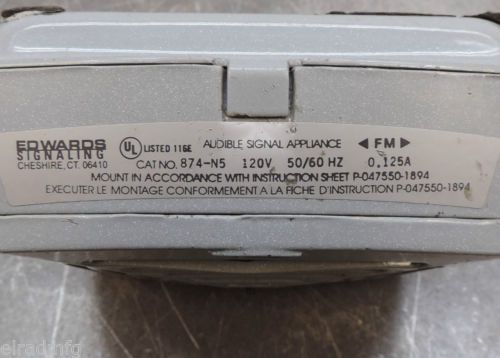 EDWARDS
SIGNALING
CHESHIRE, CT. 06410
UL LISTED 116E
AUDIBLE SIGNAL APPLIANCE
FM
CAT NO. 874-N5 120V 50/60 HZ 0.125A
MOUNT IN ACCORDANCE WITH INSTRUCTION SHEET P-047550-1894
EXECUTER LE MONTAGE CONFORMEMENT A LA FICHE D'INSTRUCTION P-047550-1894
elradmfg